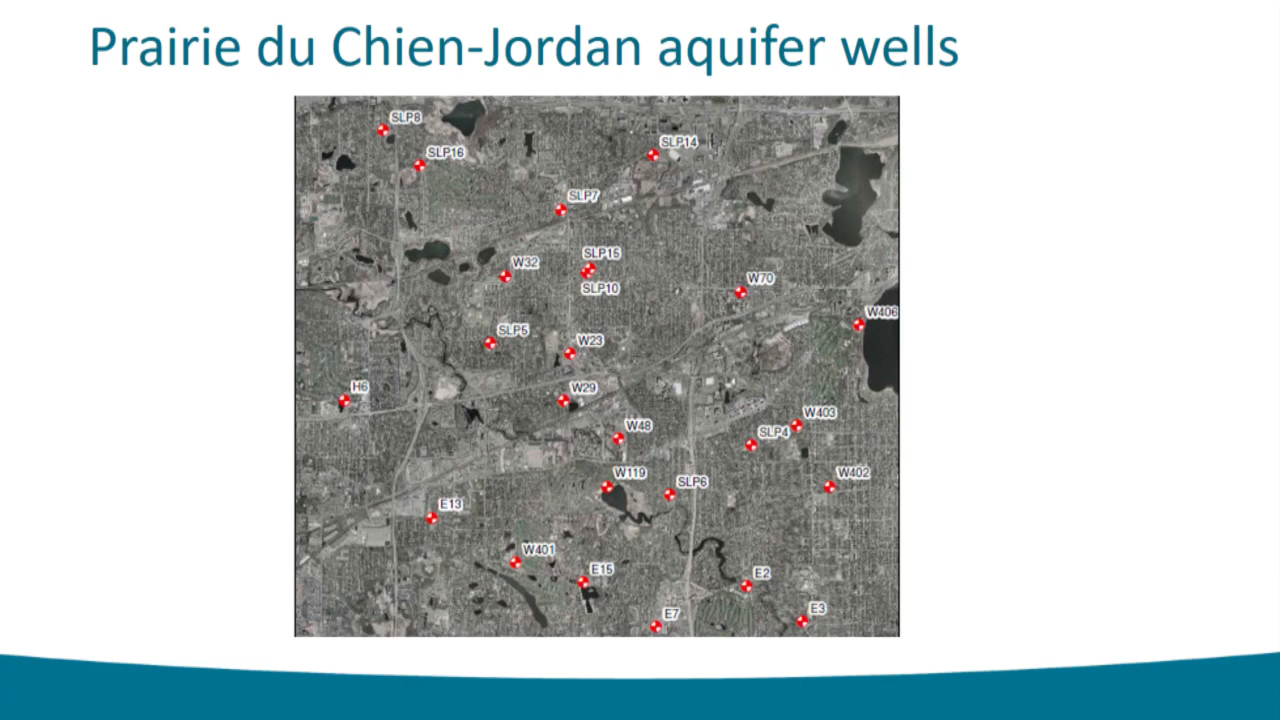 Prairie du Chien-Jordan aquifer wells
SLP8
SLP14
SLP16
SLP7
SLP15
W32
W70
SLP10
W406
SLP5
W23
H6
W29
W403
W48
SLP4
W119
W402
SLP6
E13
W401
E15
E2
E3
E7